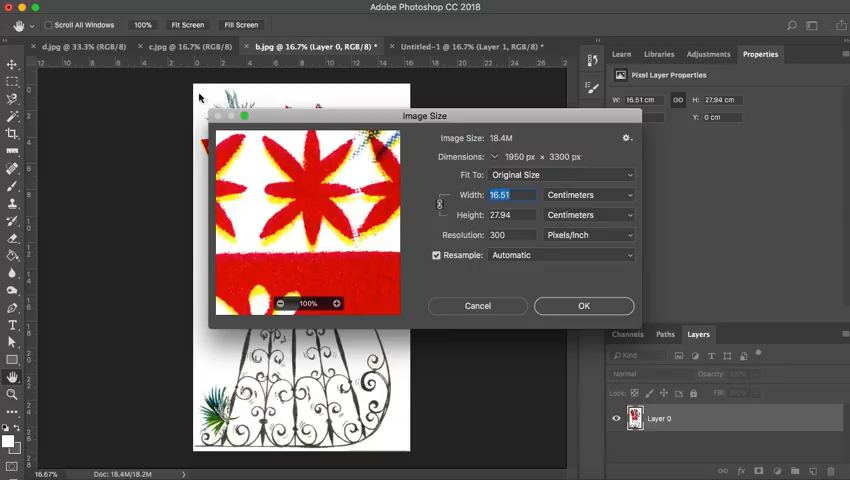 Adobe Photoshop CC 2018
Scroll All Windows 100% Fit Screen Fill Screen
d.jpg @ 33.3% (RGB/8) c.jpg @ 16.7% (RGB/8) b.jpg @ 16.7% (Layer 0, RGB/8) * Untitled-1 @ 16.7% (Layer 1, RGB/8) *
Learn Libraries Adjustments Properties
Pixel Layer Properties
W: 16.51 cm H: 27.94 cm
Y: 0 cm
Image Size
Image Size: 18.4M
Dimensions: 1950 px × 3300 px
Fit To: Original Size
Width: 16.51 Centimeters
Height: 27.94 Centimeters
Resolution: 300 Pixels/Inch
Resample: Automatic
100%
Cancel OK
Channels Paths Layers
Kind
Normal Opacity: 100%
Lock: Fill: 100%
Layer 0
16.67% Doc: 18.4M/18.2M